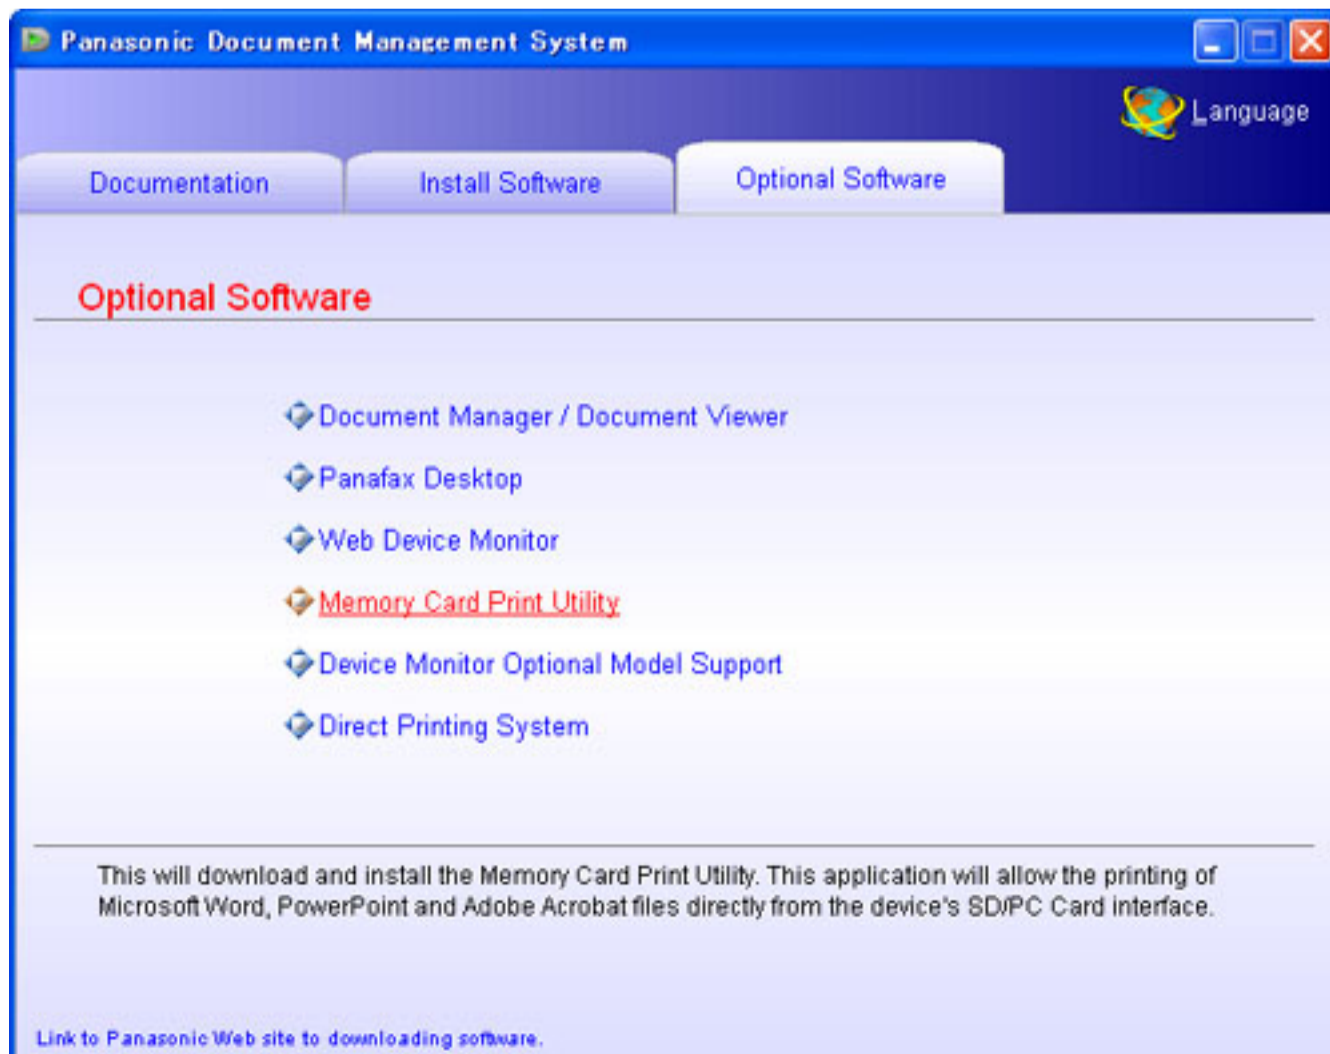 Panasonic Document Management System
Language
Documentation
Install Software
Optional Software
Optional Software
Document Manager / Document Viewer
Panafax Desktop
Web Device Monitor
Memory Card Print Utility
Device Monitor Optional Model Support
Direct Printing System
This will download and install the Memory Card Print Utility. This application will allow the printing of
Microsoft Word, PowerPoint and Adobe Acrobat files directly from the device's SD/PC Card interface.
Link to Panasonic Web site to downloading software.